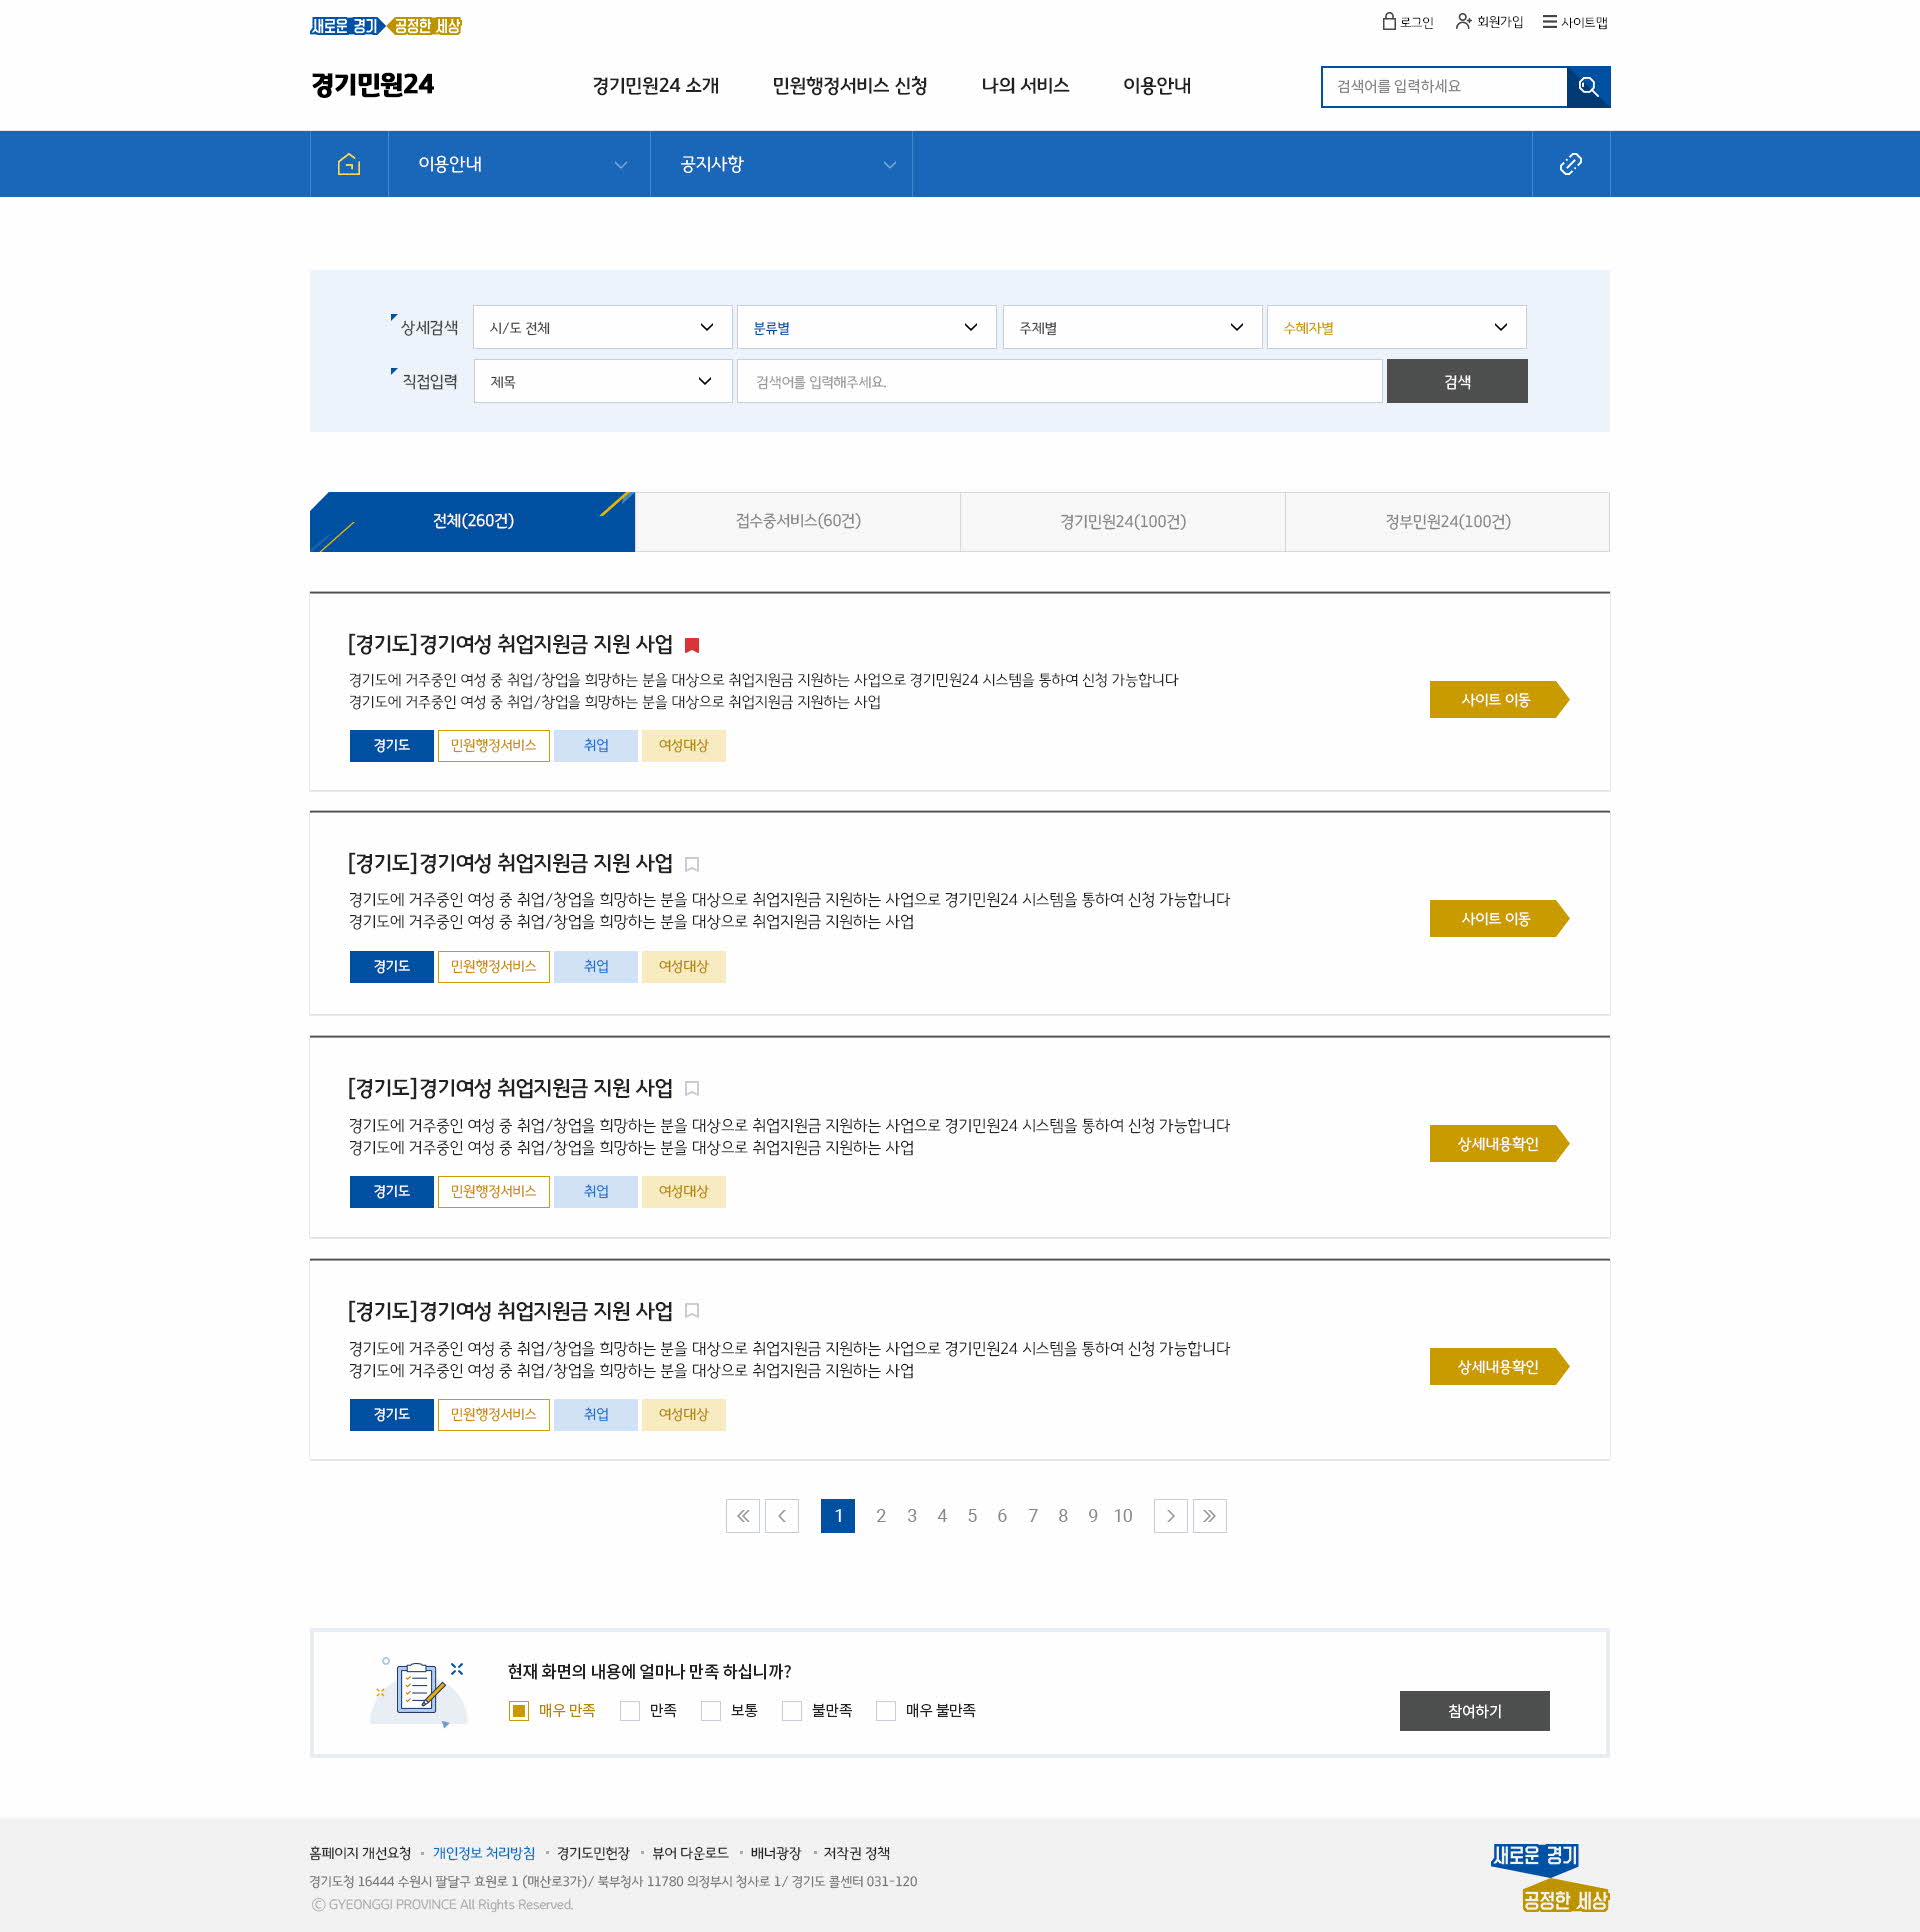 새로운 경기 공정한 세상
로그인 회원가입 사이트맵
경기민원24 경기민원24 소개 민원행정서비스 신청 나의 서비스 이용안내 검색어를 입력하세요
이용안내 공지사항
상세검색 시/도 전체 분류별 주제별 수혜자별
직접입력 제목 검색어를 입력해주세요. 검색
전체(260건) 접수중서비스(60건) 경기민원24(100건) 정부민원24(100건)
[경기도]경기여성 취업지원금 지원 사업
경기도에 거주중인 여성 중 취업/창업을 희망하는 분을 대상으로 취업지원금 지원하는 사업으로 경기민원24 시스템을 통하여 신청 가능합니다
경기도에 거주중인 여성 중 취업/창업을 희망하는 분을 대상으로 취업지원금 지원하는 사업
사이트 이동
경기도 민원행정서비스 취업 여성대상
[경기도]경기여성 취업지원금 지원 사업
경기도에 거주중인 여성 중 취업/창업을 희망하는 분을 대상으로 취업지원금 지원하는 사업으로 경기민원24 시스템을 통하여 신청 가능합니다
경기도에 거주중인 여성 중 취업/창업을 희망하는 분을 대상으로 취업지원금 지원하는 사업
사이트 이동
경기도 민원행정서비스 취업 여성대상
[경기도]경기여성 취업지원금 지원 사업
경기도에 거주중인 여성 중 취업/창업을 희망하는 분을 대상으로 취업지원금 지원하는 사업으로 경기민원24 시스템을 통하여 신청 가능합니다
경기도에 거주중인 여성 중 취업/창업을 희망하는 분을 대상으로 취업지원금 지원하는 사업
상세내용확인
경기도 민원행정서비스 취업 여성대상
[경기도]경기여성 취업지원금 지원 사업
경기도에 거주중인 여성 중 취업/창업을 희망하는 분을 대상으로 취업지원금 지원하는 사업으로 경기민원24 시스템을 통하여 신청 가능합니다
경기도에 거주중인 여성 중 취업/창업을 희망하는 분을 대상으로 취업지원금 지원하는 사업
상세내용확인
경기도 민원행정서비스 취업 여성대상
1 2 3 4 5 6 7 8 9 10
현재 화면의 내용에 얼마나 만족 하십니까?
매우 만족 만족 보통 불만족 매우 불만족
참여하기
홈페이지 개선요청 개인정보 처리방침 경기도민헌장 뷰어 다운로드 배너광장 저작권 정책
경기도청 16444 수원시 팔달구 효원로 1 (매산로3가)/ 북부청사 11780 의정부시 청사로 1/ 경기도 콜센터 031-120
ⓒ GYEONGGI PROVINCE All Rights Reserved.
새로운 경기
공정한 세상